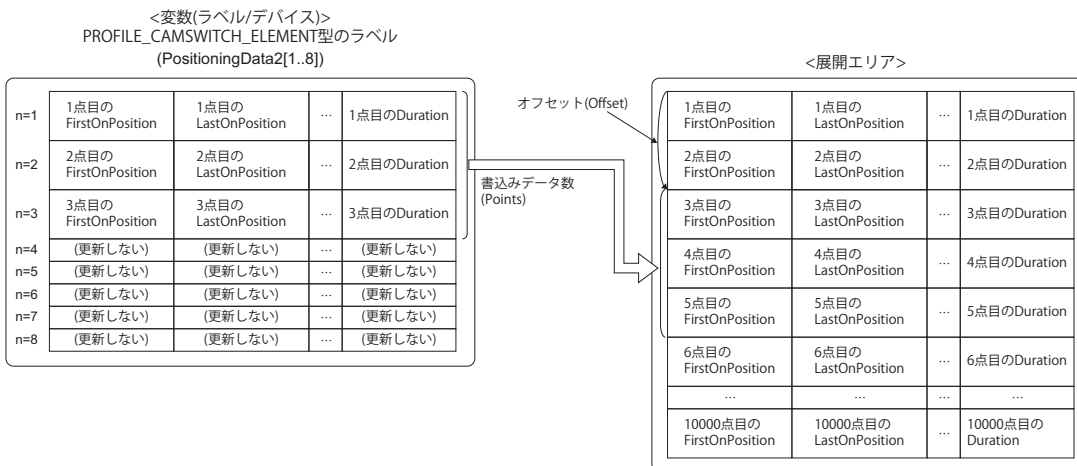 <変数(ラベル/デバイス)>
PROFILE_CAMSWITCH_ELEMENT型のラベル
(PositioningData2[1..8])
n=1
1点目の
FirstOnPosition
1点目の
LastOnPosition
…
1点目のDuration
n=2
2点目の
FirstOnPosition
2点目の
LastOnPosition
…
2点目のDuration
n=3
3点目の
FirstOnPosition
3点目の
LastOnPosition
…
3点目のDuration
n=4
(更新しない)
(更新しない)
…
(更新しない)
n=5
(更新しない)
(更新しない)
…
(更新しない)
n=6
(更新しない)
(更新しない)
…
(更新しない)
n=7
(更新しない)
(更新しない)
…
(更新しない)
n=8
(更新しない)
(更新しない)
…
(更新しない)
書込みデータ数
(Points)
オフセット(Offset)
<展開エリア>
1点目の
FirstOnPosition
1点目の
LastOnPosition
…
1点目のDuration
2点目の
FirstOnPosition
2点目の
LastOnPosition
…
2点目のDuration
3点目の
FirstOnPosition
3点目の
LastOnPosition
…
3点目のDuration
4点目の
FirstOnPosition
4点目の
LastOnPosition
…
4点目のDuration
5点目の
FirstOnPosition
5点目の
LastOnPosition
…
5点目のDuration
6点目の
FirstOnPosition
6点目の
LastOnPosition
…
6点目のDuration
…
…
…
…
10000点目の
FirstOnPosition
10000点目の
LastOnPosition
…
10000点目の
Duration